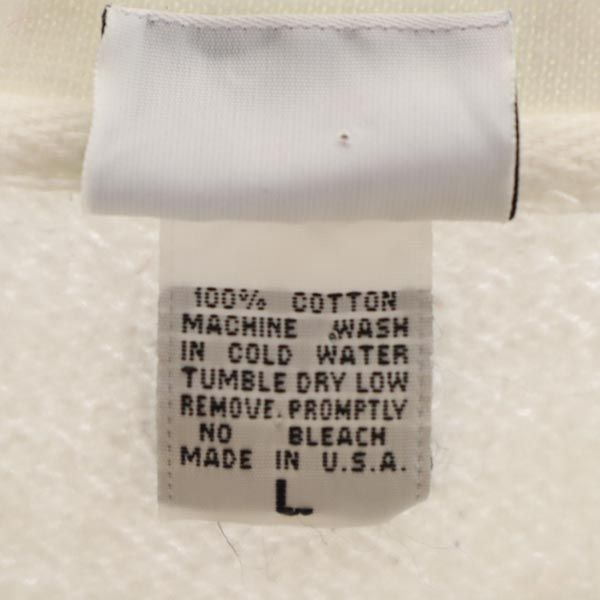 100% COTTON
MACHINE WASH
IN COLD WATER
TUMBLE DRY LOW
REMOVE PROMPTLY
NO BLEACH
MADE IN U.S.A.
L